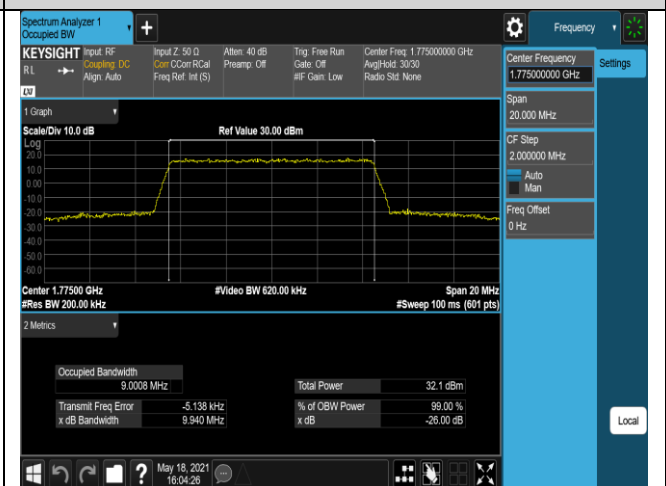 Spectrum Analyzer 1
Occupied BW
+
Frequency
KEYSIGHT
R L
LXI
Input: RF
Coupling: DC
Align: Auto
Input Z: 50 Ω
Corr CCorr RCal
Freq Ref: Int (S)
Atten: 40 dB
Preamp: Off
Trig: Free Run
Gate: Off
#IF Gain: Low
Center Freq: 1.775000000 GHz
Avg|Hold: 30/30
Radio Std: None
Center Frequency
1.775000000 GHz
Settings
Span
20.000 MHz
CF Step
2.000000 MHz
Auto
Man
Freq Offset
0 Hz
1 Graph
Scale/Div 10.0 dB
Ref Value 30.00 dBm
Log
20.0
10.0
0.00
-10.0
-20.0
-30.0
-40.0
-50.0
-60.0
Center 1.77500 GHz
#Video BW 620.00 kHz
Span 20 MHz
#Res BW 200.00 kHz
#Sweep 100 ms (601 pts)
2 Metrics
Occupied Bandwidth
9.0008 MHz
Total Power 32.1 dBm
Transmit Freq Error -5.138 kHz
% of OBW Power 99.00 %
x dB Bandwidth 9.940 MHz
x dB -26.00 dB
Local
?
May 18, 2021
16:04:26